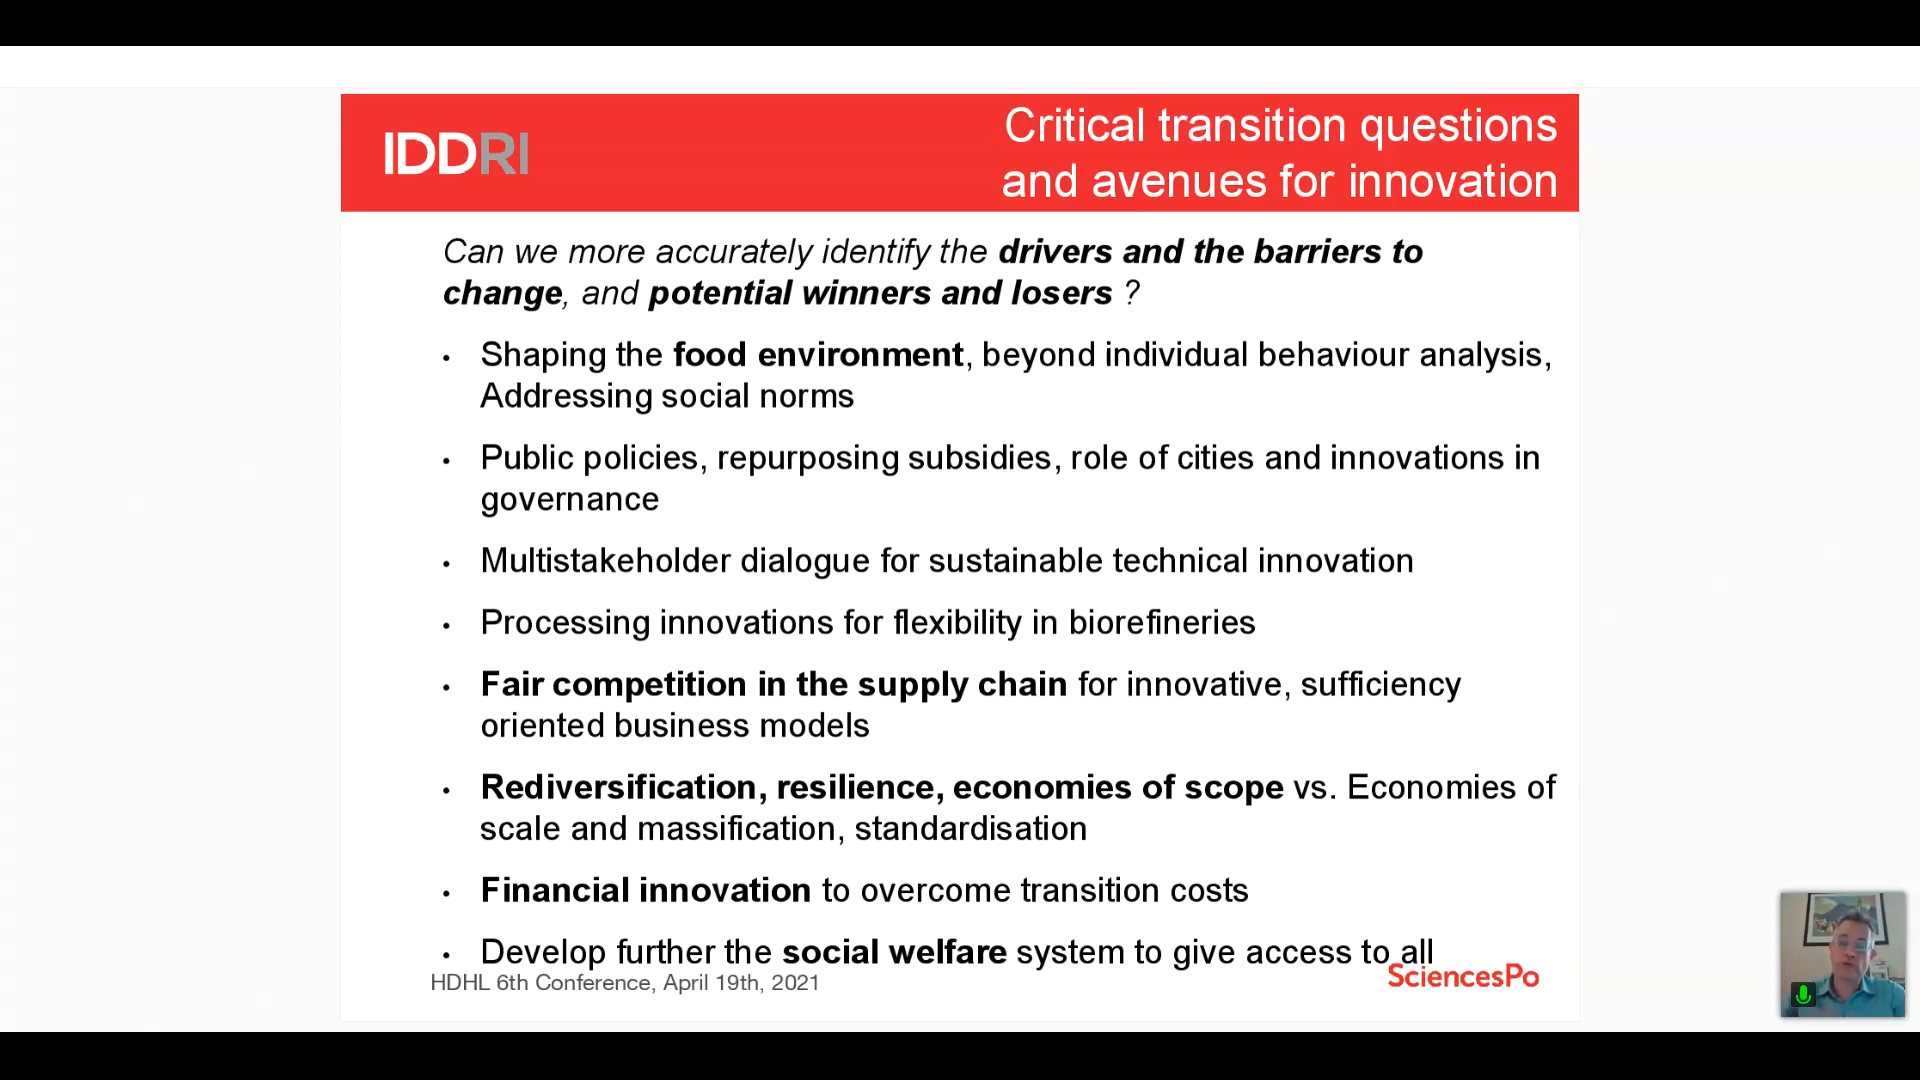 IDDRI
Critical transition questions
and avenues for innovation
Can we more accurately identify the drivers and the barriers to
change, and potential winners and losers ?
• Shaping the food environment, beyond individual behaviour analysis,
Addressing social norms
• Public policies, repurposing subsidies, role of cities and innovations in
governance
• Multistakeholder dialogue for sustainable technical innovation
• Processing innovations for flexibility in biorefineries
• Fair competition in the supply chain for innovative, sufficiency
oriented business models
• Rediversification, resilience, economies of scope vs. Economies of
scale and massification, standardisation
• Financial innovation to overcome transition costs
• Develop further the social welfare system to give access to all
HDHL 6th Conference, April 19th, 2021
SciencesPo